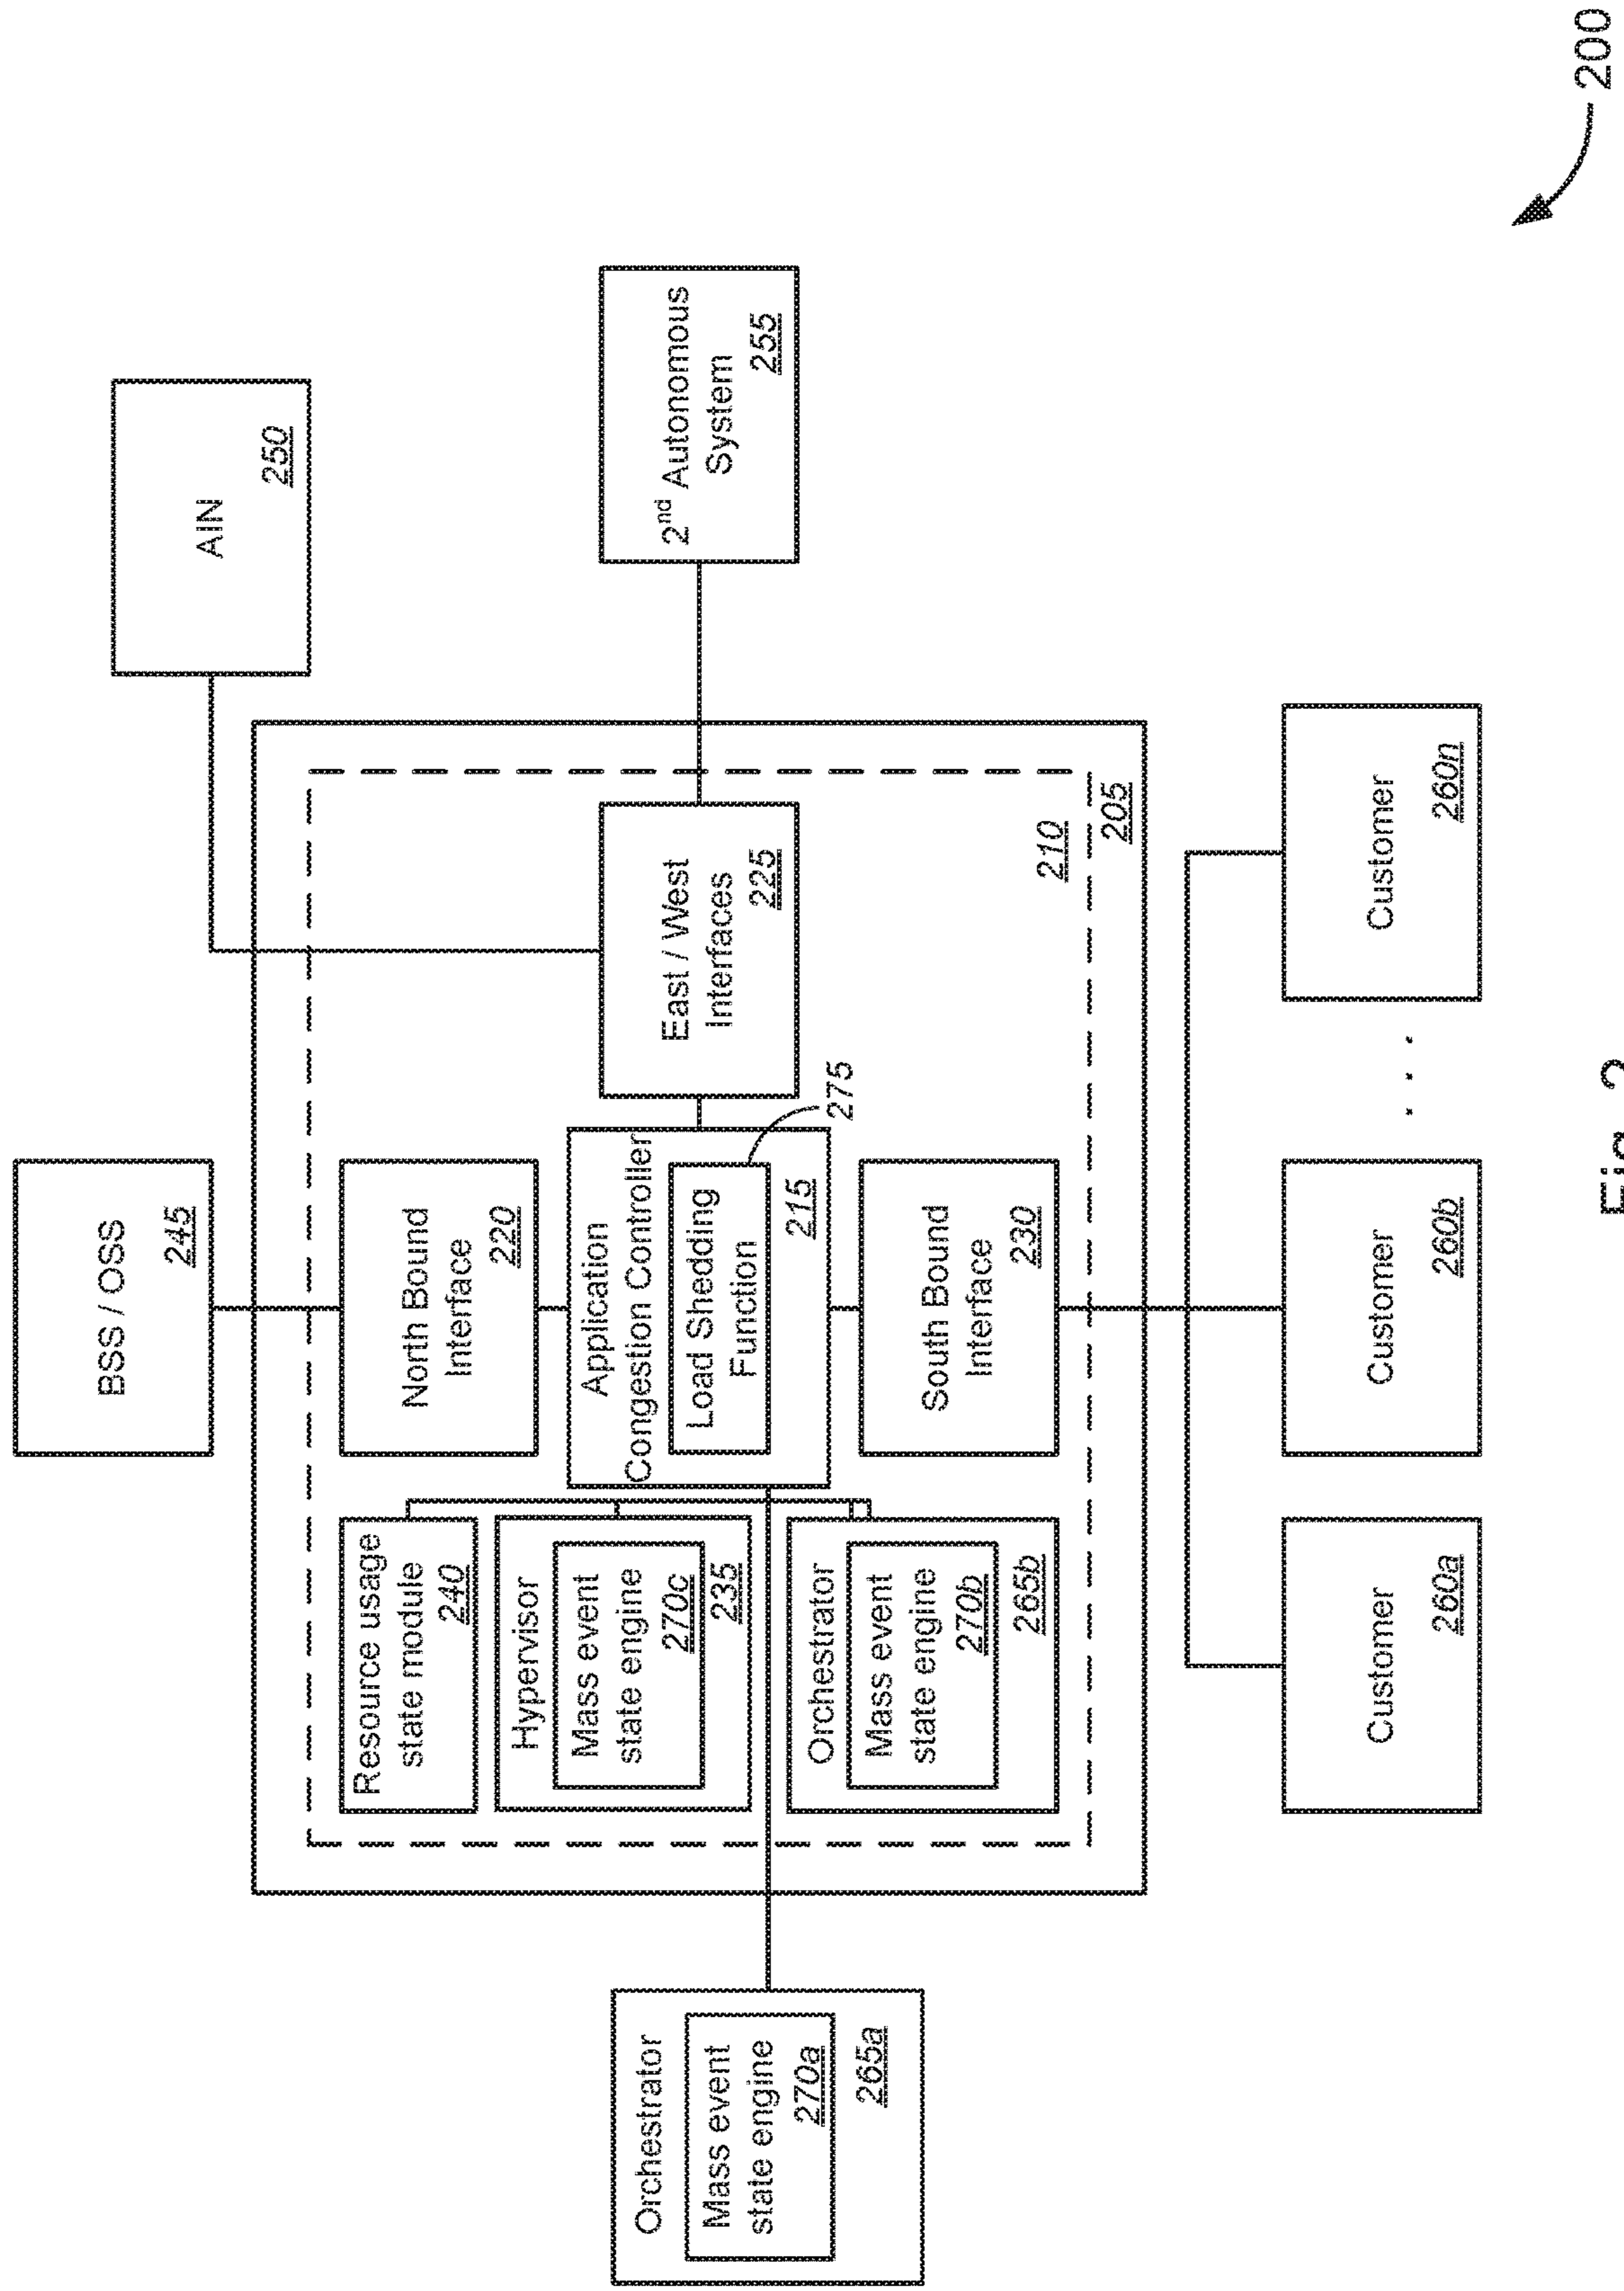 BSS / OSS
245
AIN
250
Resource usage
state module
240
North Bound
Interface
220
Hypervisor
Mass event
state engine
270c
235
Application
Congestion Controller
Load Shedding
Function
215
275
East / West
Interfaces
225
2nd Autonomous
System
255
Orchestrator
Mass event
state engine
270a
265a
Orchestrator
Mass event
state engine
270b
265b
South Bound
Interface
230
210
205
Customer
260a
Customer
260b
. . .
Customer
260n
200